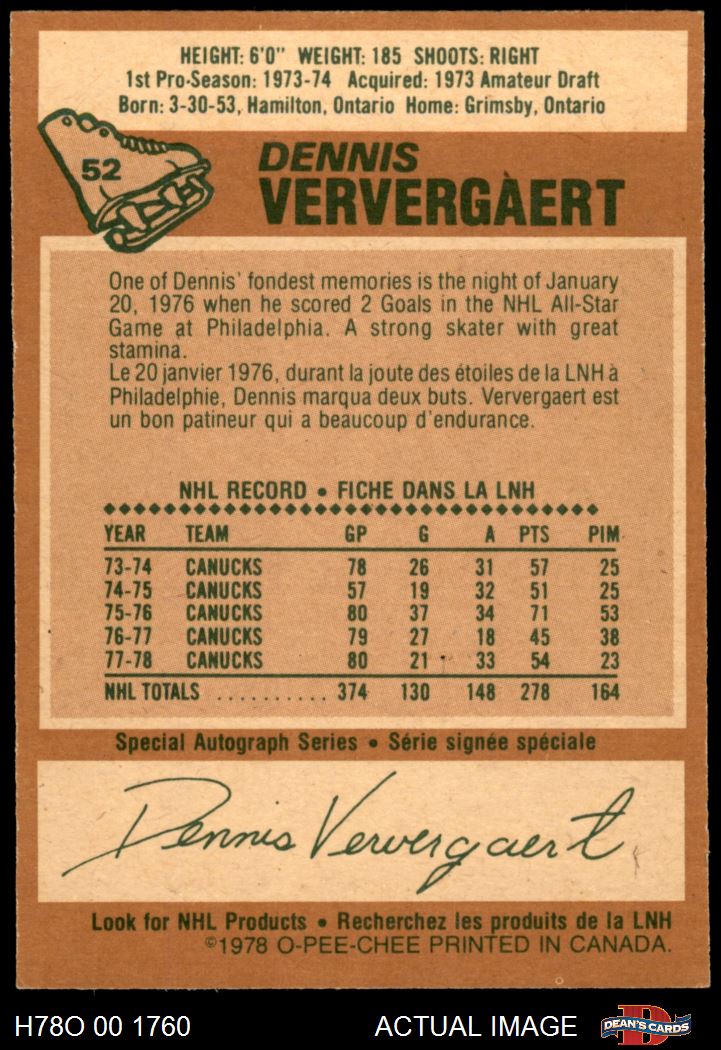 HEIGHT: 6'0" WEIGHT: 185 SHOOTS: RIGHT
1st Pro-Season: 1973-74 Acquired: 1973 Amateur Draft
Born: 3-30-53, Hamilton, Ontario Home: Grimsby, Ontario
52
DENNIS
VERVERGAERT
One of Dennis' fondest memories is the night of January
20, 1976 when he scored 2 Goals in the NHL All-Star
Game at Philadelphia. A strong skater with great
stamina.
Le 20 janvier 1976, durant la joute des étoiles de la LNH à
Philadelphie, Dennis marqua deux buts. Ververgaert est
un bon patineur qui a beaucoup d'endurance.
NHL RECORD • FICHE DANS LA LNH
YEAR TEAM GP G A PTS PIM
73-74 CANUCKS 78 26 31 57 25
74-75 CANUCKS 57 19 32 51 25
75-76 CANUCKS 80 37 34 71 53
76-77 CANUCKS 79 27 18 45 38
77-78 CANUCKS 80 21 33 54 23
NHL TOTALS .......... 374 130 148 278 164
Special Autograph Series • Série signée spéciale
Dennis Ververgaert
Look for NHL Products • Recherchez les produits de la LNH
©1978 O-PEE-CHEE PRINTED IN CANADA.
H78O 00 1760 ACTUAL IMAGE DEAN'S CARDS